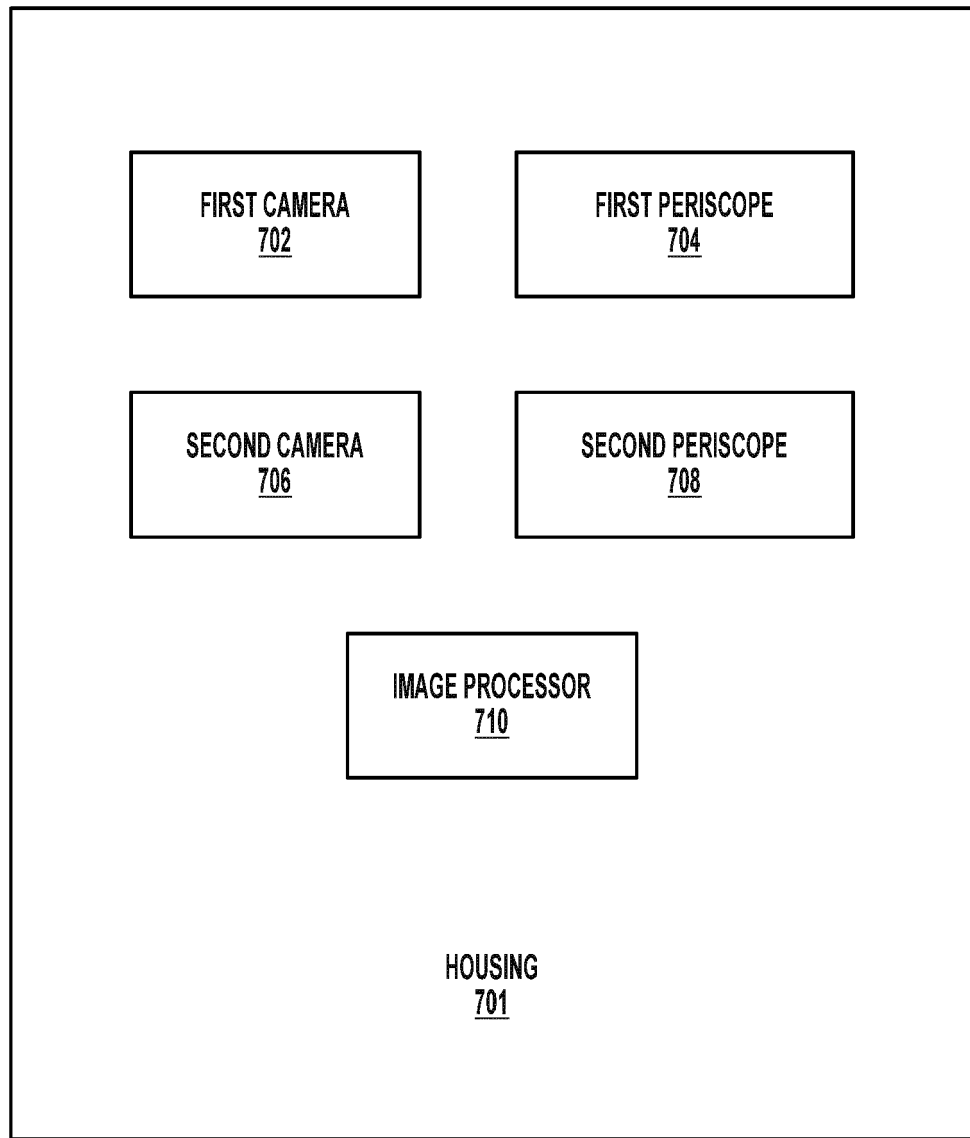 FIRST CAMERA
702
FIRST PERISCOPE
704
SECOND CAMERA
706
SECOND PERISCOPE
708
IMAGE PROCESSOR
710
HOUSING
701